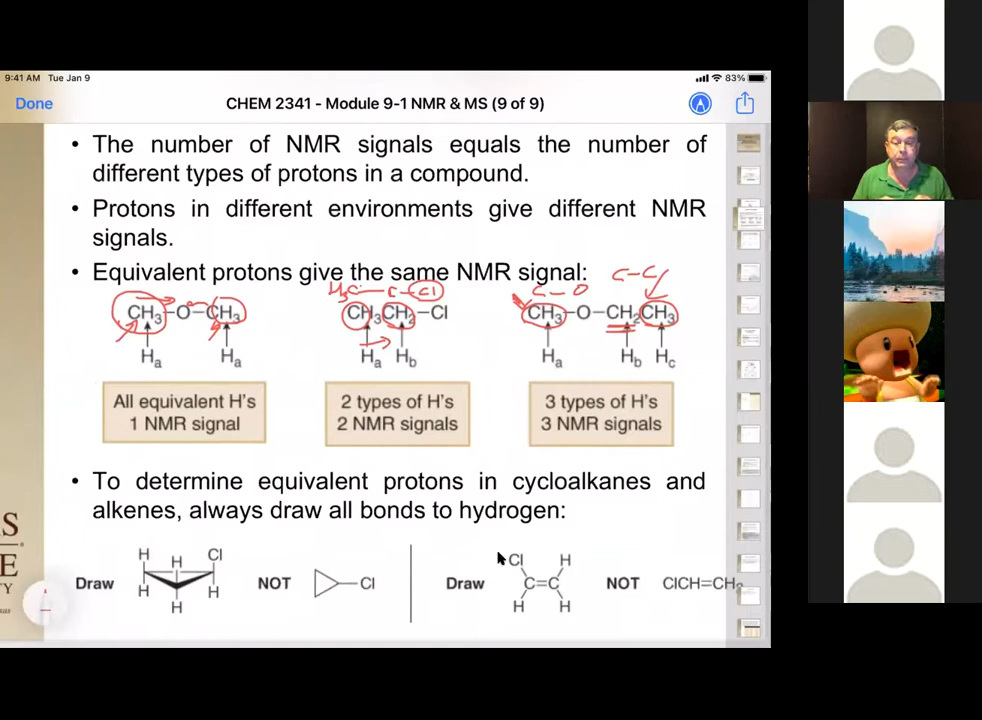 9:41 AM Tue Jan 9
83%
Done
CHEM 2341 - Module 9-1 NMR & MS (9 of 9)
• The number of NMR signals equals the number of
different types of protons in a compound.
• Protons in different environments give different NMR
signals.
• Equivalent protons give the same NMR signal:
H₃C—C—Cl
C—O
C—C
CH₃–O–CH₃
CH₃CH₂–Cl
CH₃–O–CH₂CH₃
Ha Ha
Ha Hb
Ha Hb Hc
All equivalent H's
1 NMR signal
2 types of H's
2 NMR signals
3 types of H's
3 NMR signals
• To determine equivalent protons in cycloalkanes and
alkenes, always draw all bonds to hydrogen:
H H Cl
Draw
H H
H
NOT
Cl
Draw
Cl H
C=C
H H
NOT
ClCH=CH₂
S
E
TY